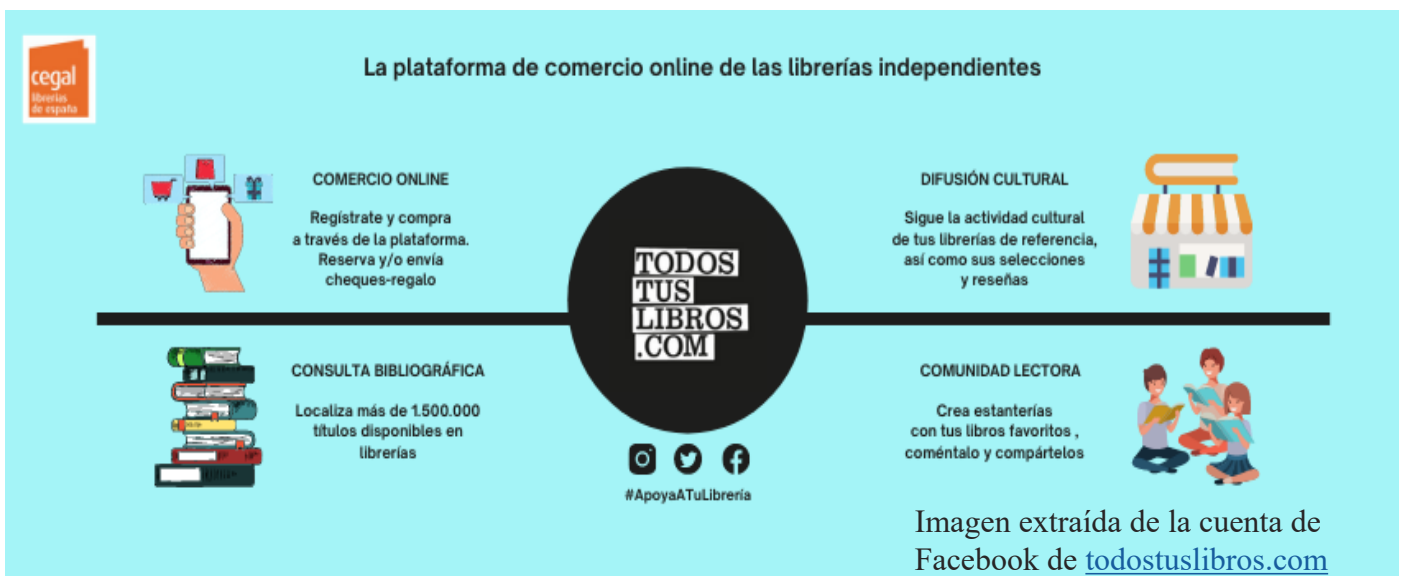 cegal
librerías
de españa
La plataforma de comercio online de las librerías independientes
COMERCIO ONLINE
Regístrate y compra
a través de la plataforma.
Reserva y/o envía
cheques-regalo
CONSULTA BIBLIOGRÁFICA
Localiza más de 1.500.000
títulos disponibles en
librerías
TODOS
TUS
LIBROS
.COM
#ApoyaATuLibrería
DIFUSIÓN CULTURAL
Sigue la actividad cultural
de tus librerías de referencia,
así como sus selecciones
y reseñas
COMUNIDAD LECTORA
Crea estanterías
con tus libros favoritos ,
coméntalo y compártelos
Imagen extraída de la cuenta de
Facebook de todostuslibros.com